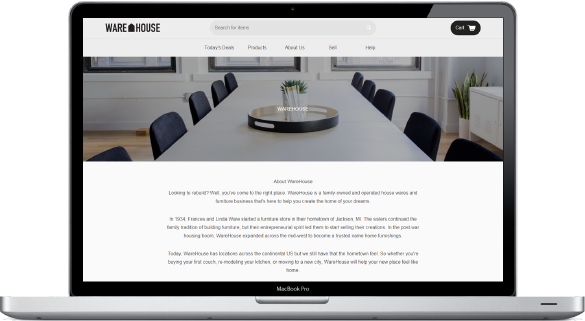 WARE HOUSE
Search for items
Cart
Today's Deals Products About Us Sell Help
WAREHOUSE
About WareHouse
Looking to rebuild? Well, you've come to the right place. WareHouse is a family-owned and operated house wares and
furniture business that's here to help you create the home of your dreams.
In 1934, Frances and Linda Ware started a furniture store in their hometown of Jackson, MI. The sisters continued the
family tradition of building furniture, but their entrepreneurial spirit led them to start selling their creations. In the post-war
housing boom, WareHouse expanded across the mid-west to become a trusted name home furnishings.
Today, WareHouse has locations across the continental US but we still have that the hometown feel. So whether you're
buying your first couch, re-modeling your kitchen, or moving to a new city, WareHouse will help your new place feel like
home.
MacBook Pro